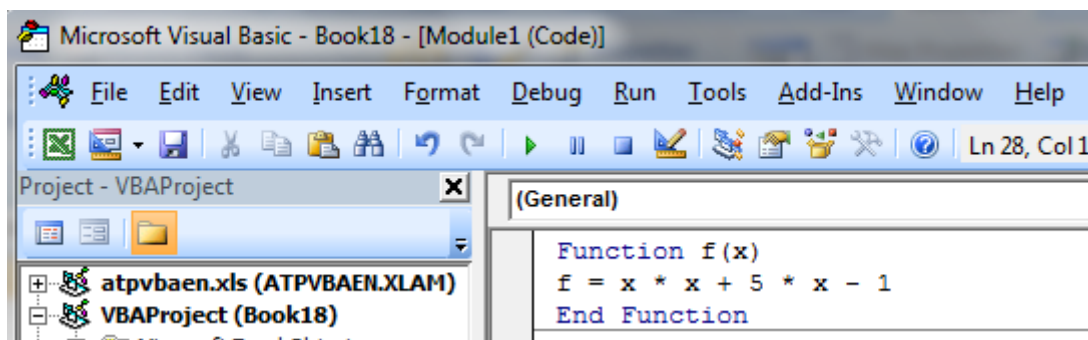 Microsoft Visual Basic - Book18 - [Module1 (Code)]
File Edit View Insert Format Debug Run Tools Add-Ins Window Help
Ln 28, Col 1
Project - VBAProject
(General)
atpvbaen.xls (ATPVBAEN.XLAM)
VBAProject (Book18)
Function f(x)
f = x * x + 5 * x - 1
End Function